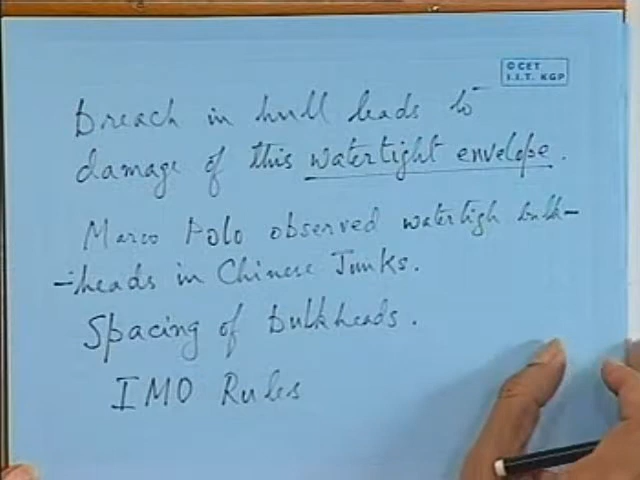 © CET
I.I.T. KGP
Breach in hull leads to
damage of this watertight envelope.
Marco Polo observed watertigh bulk-
-heads in Chinese Junks.
Spacing of bulkheads.
IMO Rules